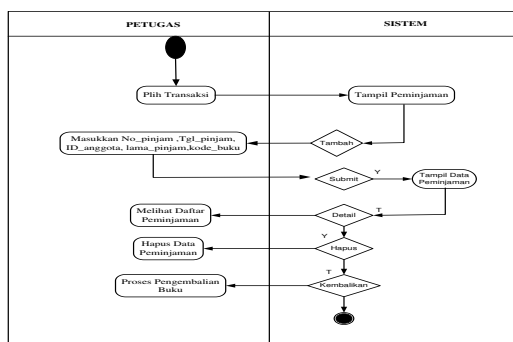 PETUGAS
SISTEM
Plih Transaksi
Tampil Peminjaman
Masukkan No_pinjam ,Tgl_pinjam,
ID_anggota, lama_pinjam,kode_buku
Tambah
Submit
Y
Tampil Data
Peminjaman
Melihat Daftar
Peminjaman
Detail
T
Y
Hapus Data
Peminjaman
Hapus
T
Proses Pengembalian
Buku
Kembalikan